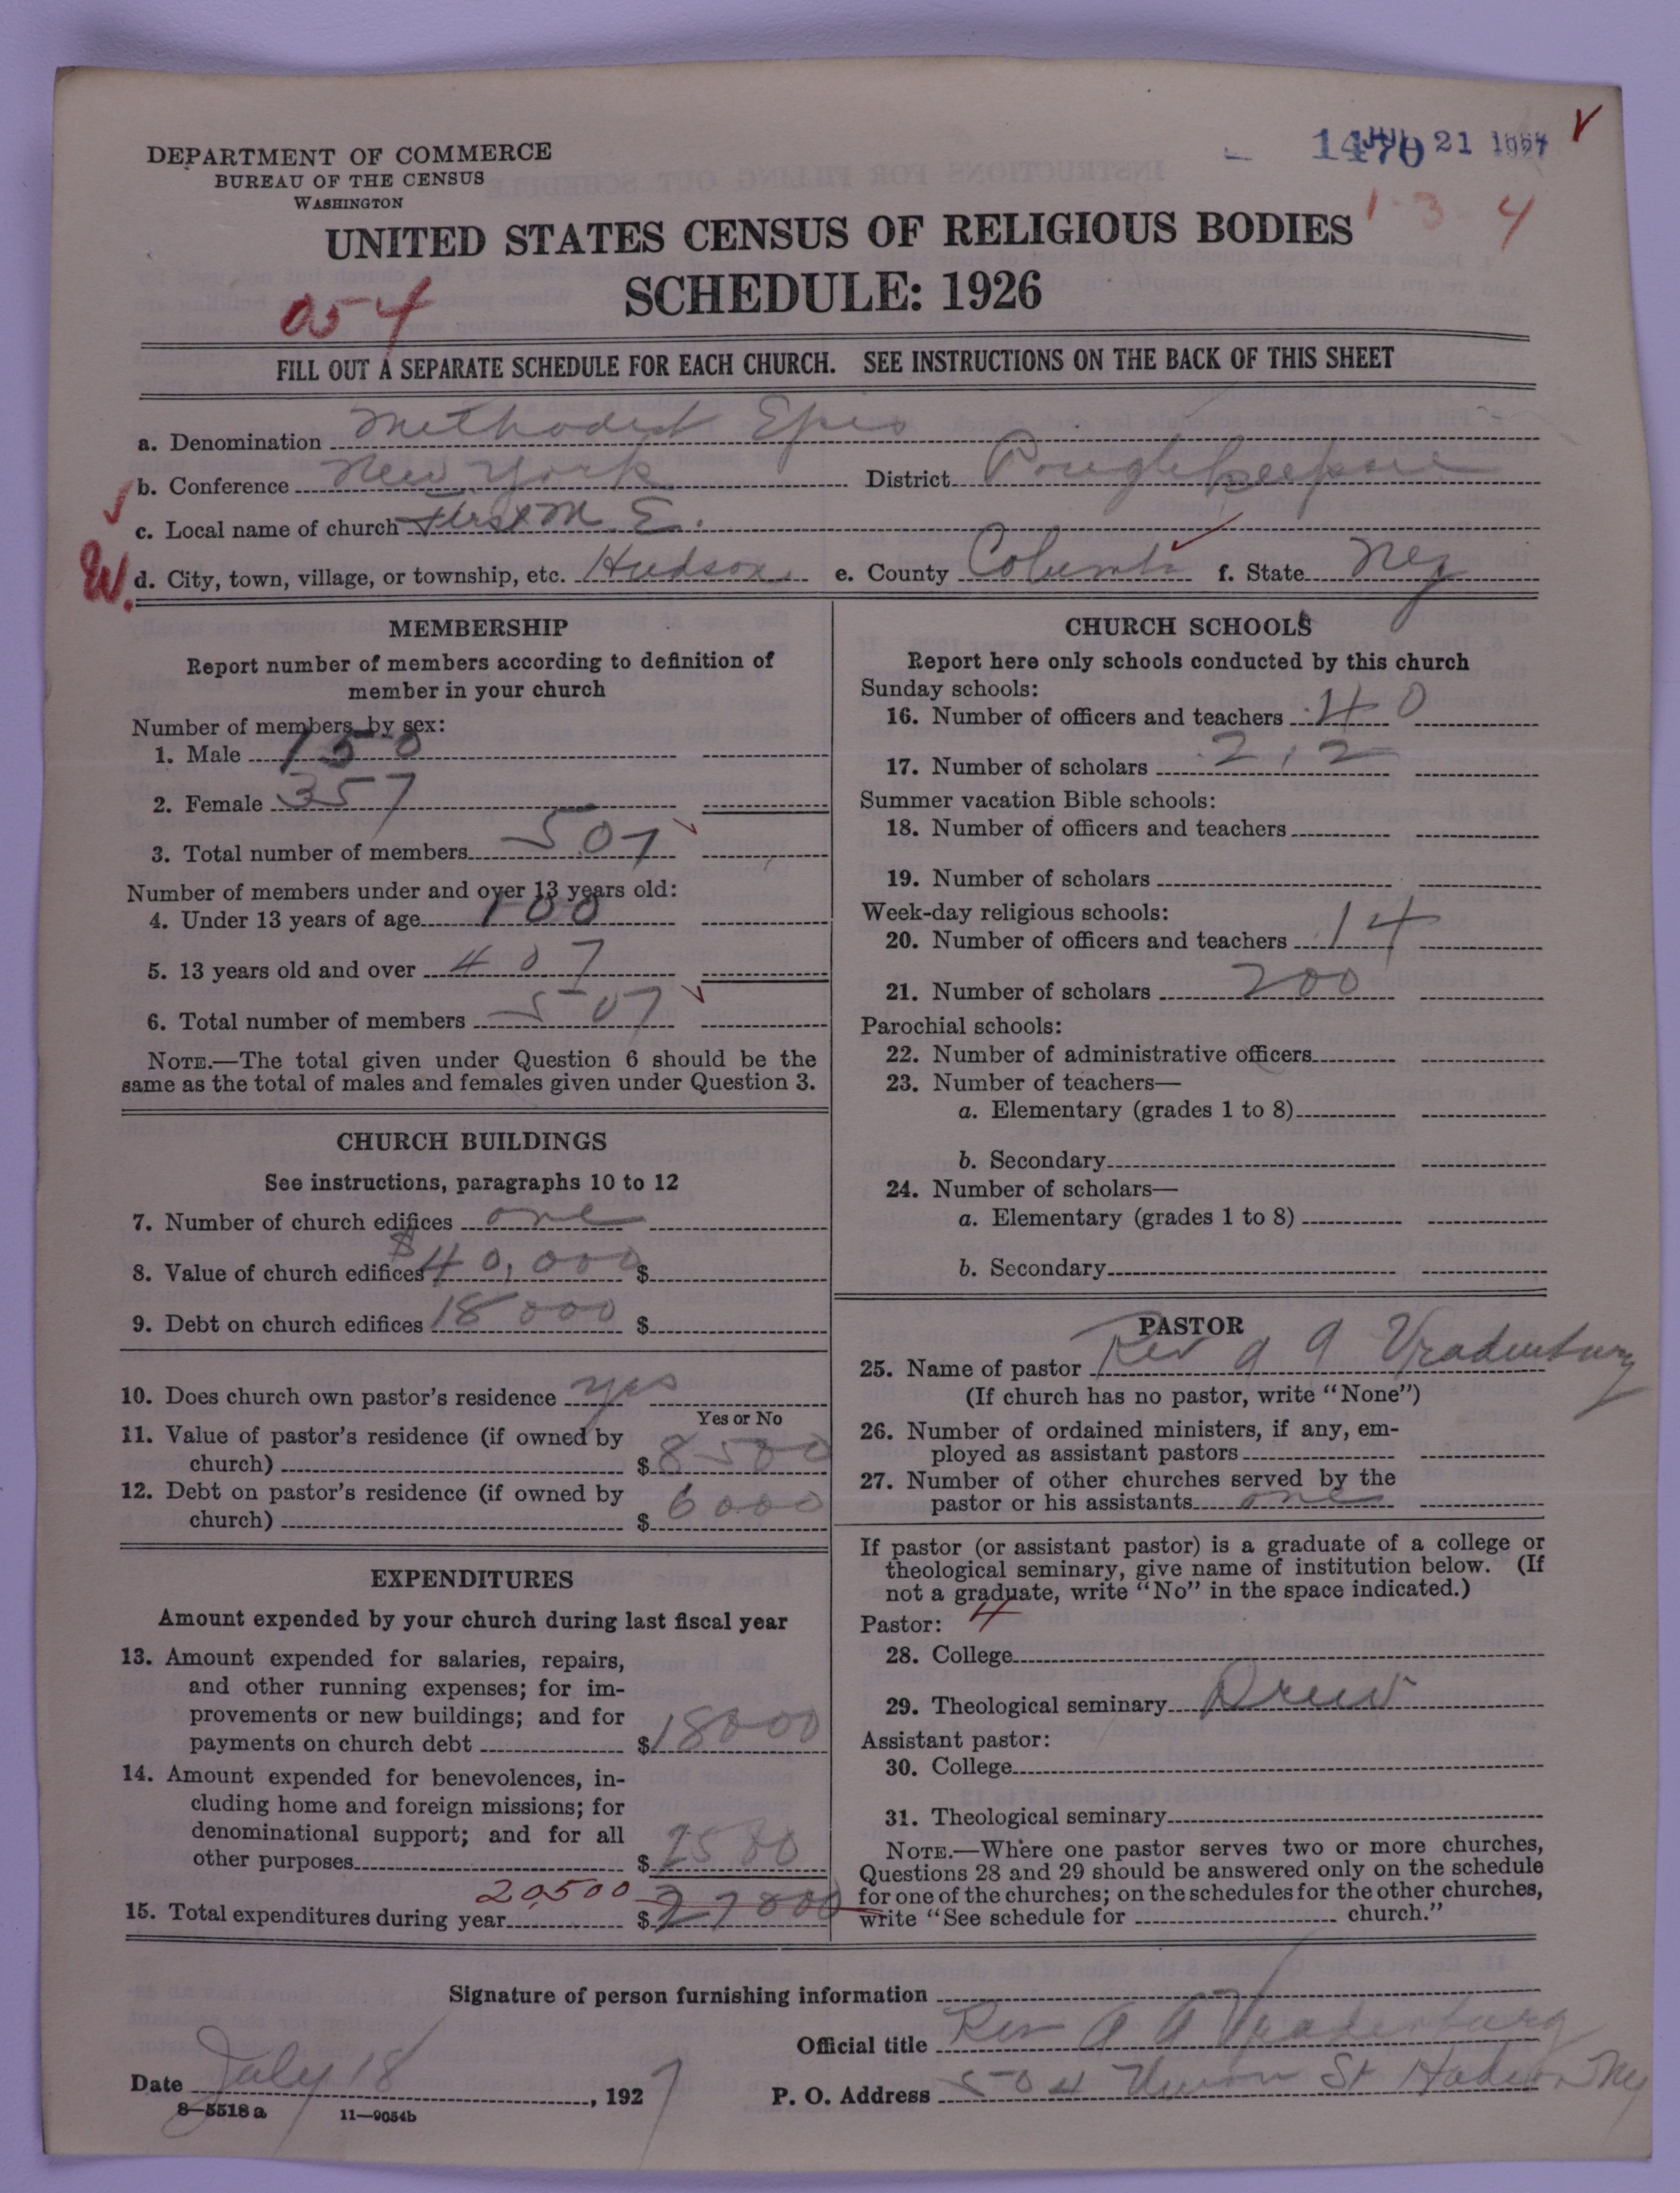 DEPARTMENT OF COMMERCE
BUREAU OF THE CENSUS
WASHINGTON
1470 21 1927
1-3 4
UNITED STATES CENSUS OF RELIGIOUS BODIES
SCHEDULE: 1926
054
FILL OUT A SEPARATE SCHEDULE FOR EACH CHURCH. SEE INSTRUCTIONS ON THE BACK OF THIS SHEET
a. Denomination Methodist Epis
b. Conference New York District Poughkeepsie
c. Local name of church First M. E.
W. d. City, town, village, or township, etc. Hudson e. County Columbia f. State N.Y.
MEMBERSHIP
Report number of members according to definition of
member in your church
Number of members by sex:
1. Male 150
2. Female 357
3. Total number of members 507
Number of members under and over 13 years old:
4. Under 13 years of age 100
5. 13 years old and over 407
6. Total number of members 507
NOTE.—The total given under Question 6 should be the
same as the total of males and females given under Question 3.
CHURCH BUILDINGS
See instructions, paragraphs 10 to 12
7. Number of church edifices one
8. Value of church edifices $40,000 $
9. Debt on church edifices 18000 $
10. Does church own pastor's residence yes
Yes or No
11. Value of pastor's residence (if owned by
church) $ 8500
12. Debt on pastor's residence (if owned by
church) $ 6000
EXPENDITURES
Amount expended by your church during last fiscal year
13. Amount expended for salaries, repairs,
and other running expenses; for im-
provements or new buildings; and for
payments on church debt $18000
14. Amount expended for benevolences, in-
cluding home and foreign missions; for
denominational support; and for all
other purposes $ 2500
20500
15. Total expenditures during year $ 27800
CHURCH SCHOOLS
Report here only schools conducted by this church
Sunday schools:
16. Number of officers and teachers 40
17. Number of scholars 212
Summer vacation Bible schools:
18. Number of officers and teachers
19. Number of scholars
Week-day religious schools:
20. Number of officers and teachers 14
21. Number of scholars 200
Parochial schools:
22. Number of administrative officers
23. Number of teachers—
a. Elementary (grades 1 to 8)
b. Secondary
24. Number of scholars—
a. Elementary (grades 1 to 8)
b. Secondary
PASTOR
25. Name of pastor Rev A A Vradenburg
(If church has no pastor, write "None")
26. Number of ordained ministers, if any, em-
ployed as assistant pastors
27. Number of other churches served by the
pastor or his assistants one
If pastor (or assistant pastor) is a graduate of a college or
theological seminary, give name of institution below. (If
not a graduate, write "No" in the space indicated.)
Pastor: 4
28. College
29. Theological seminary Drew
Assistant pastor:
30. College
31. Theological seminary
NOTE.—Where one pastor serves two or more churches,
Questions 28 and 29 should be answered only on the schedule
for one of the churches; on the schedules for the other churches,
write "See schedule for church."
Signature of person furnishing information
Official title Rev A A Vradenburg
Date July 18, 1927 P. O. Address 504 Union St Hudson NY
8—5518 a 11—9054b